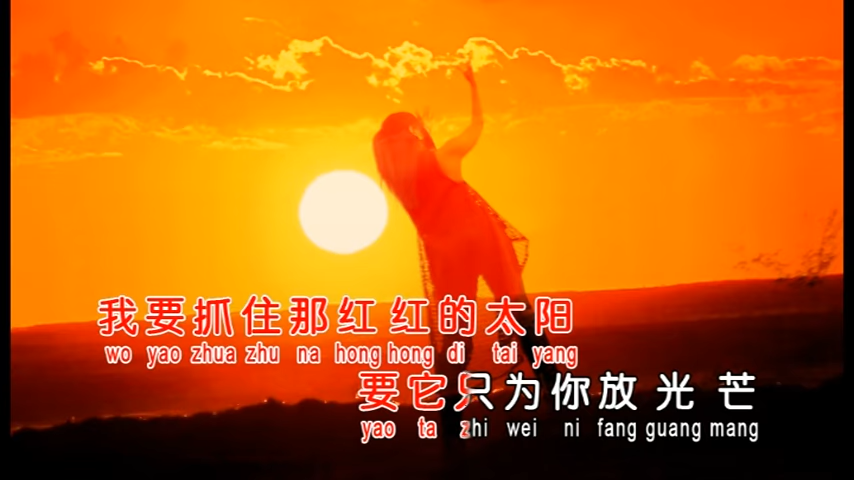 我要抓住那红红的太阳
wo yao zhua zhu na hong hong di tai yang
要它只为你放光芒
yao ta zhi wei ni fang guang mang